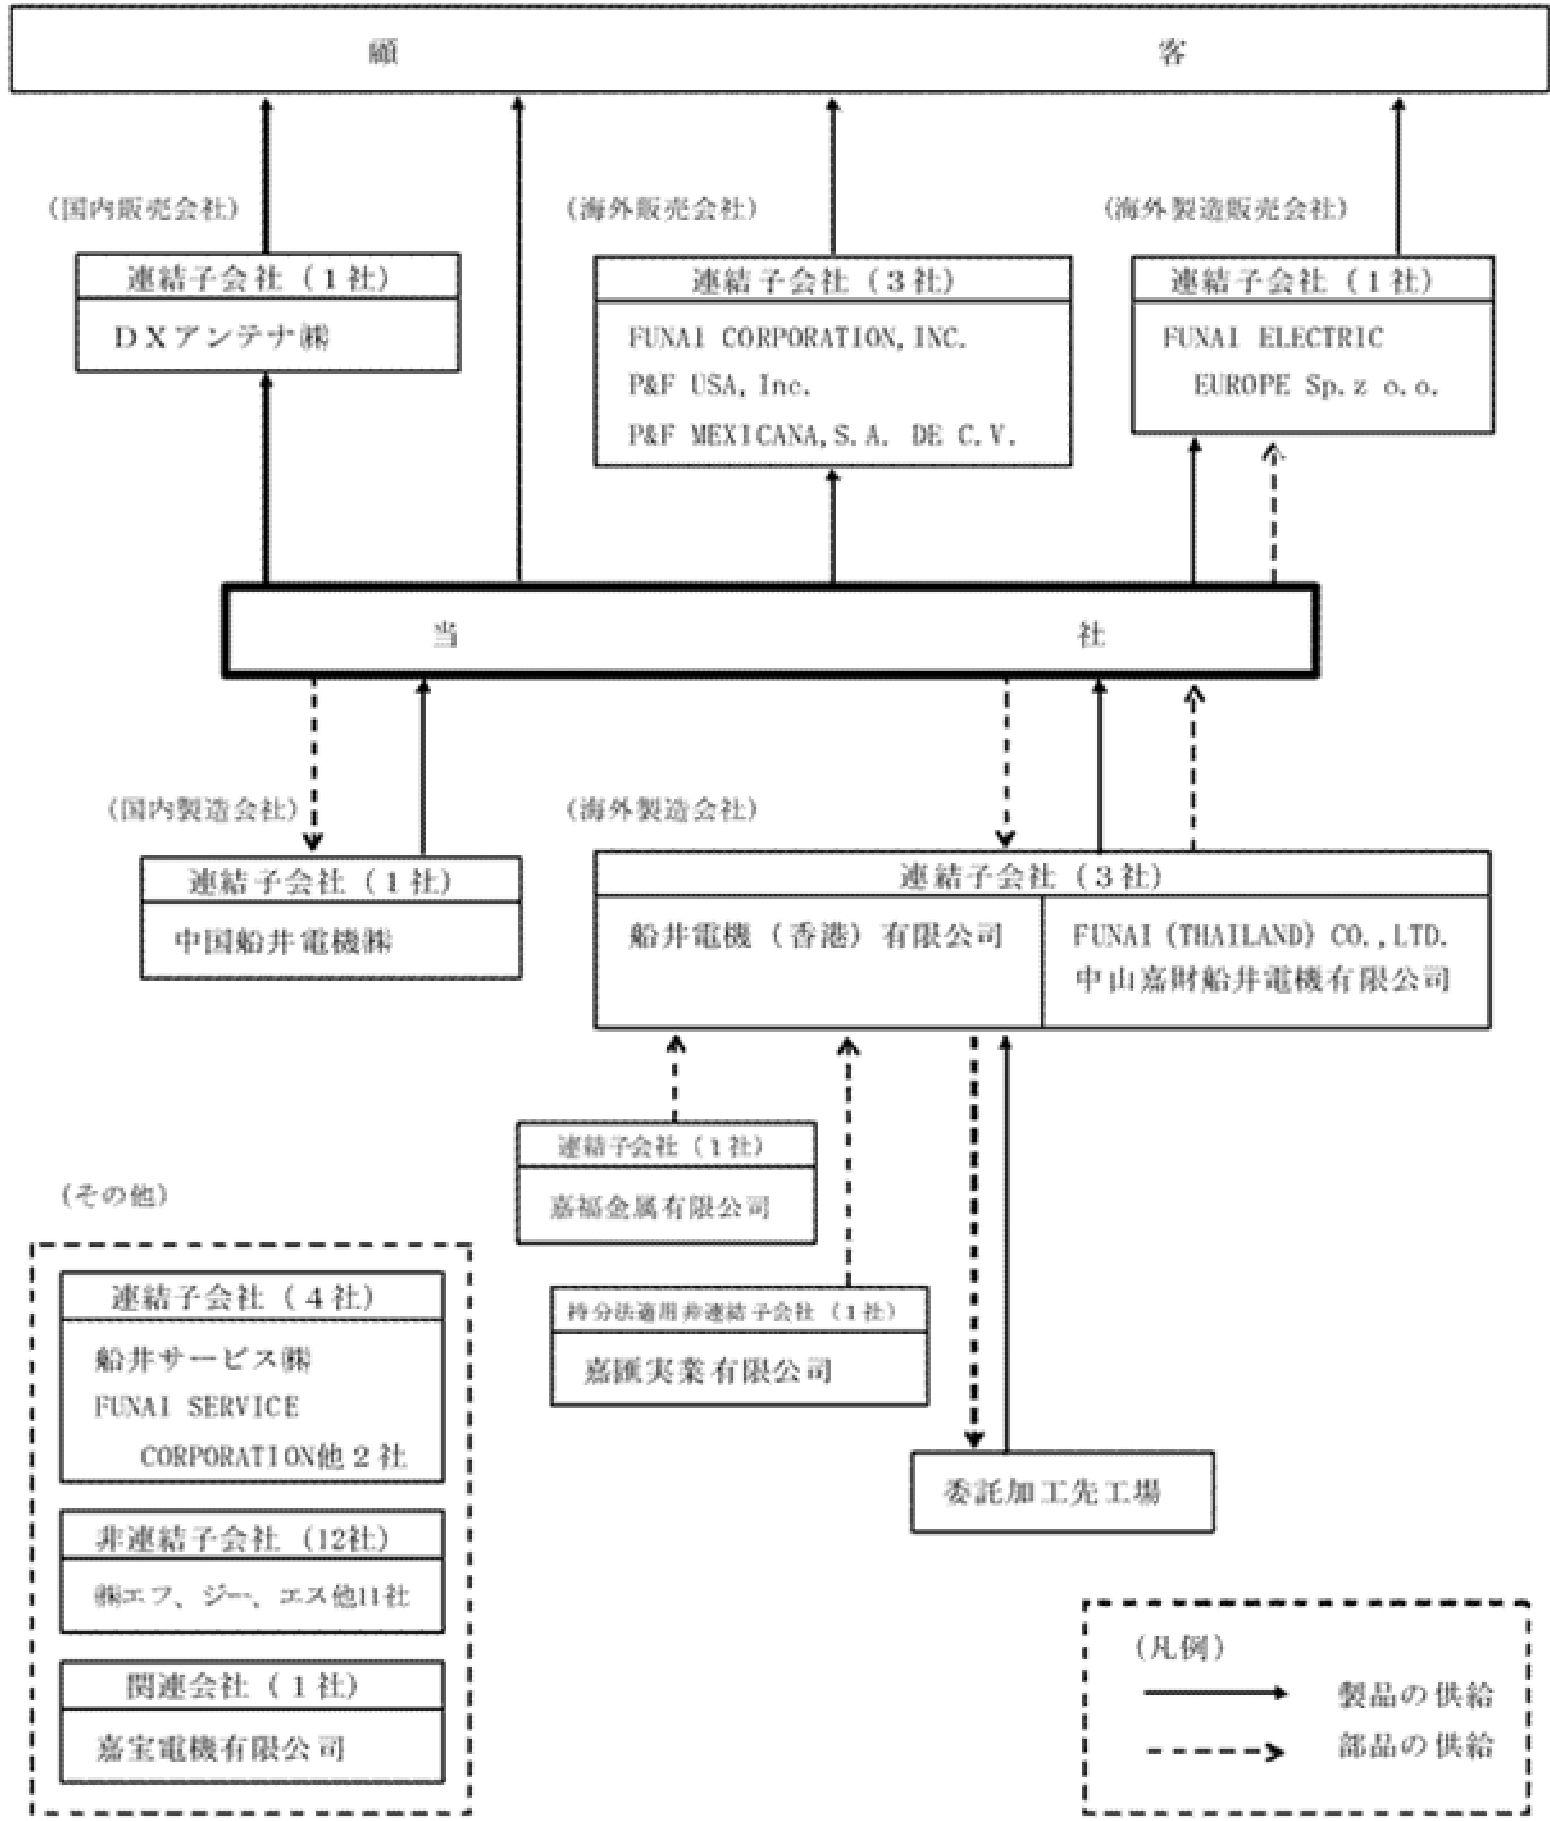 顧 客
(国内販売会社)
(海外販売会社)
(海外製造販売会社)
連結子会社(1社)
DXアンテナ㈱
連結子会社(3社)
FUNAI CORPORATION, INC.
P&F USA, Inc.
P&F MEXICANA, S.A. DE C.V.
連結子会社(1社)
FUNAI ELECTRIC
EUROPE Sp. z o.o.
当 社
(国内製造会社)
(海外製造会社)
連結子会社(1社)
中国船井電機㈱
連結子会社(3社)
船井電機(香港)有限公司
FUNAI (THAILAND) CO., LTD.
中山嘉財船井電機有限公司
連結子会社(1社)
嘉福金属有限公司
持分法適用非連結子会社(1社)
嘉匯実業有限公司
委託加工先工場
(その他)
連結子会社(4社)
船井サービス㈱
FUNAI SERVICE
CORPORATION他2社
非連結子会社(12社)
㈱エフ、ジー、エス他11社
関連会社(1社)
嘉宝電機有限公司
(凡例)
製品の供給
部品の供給